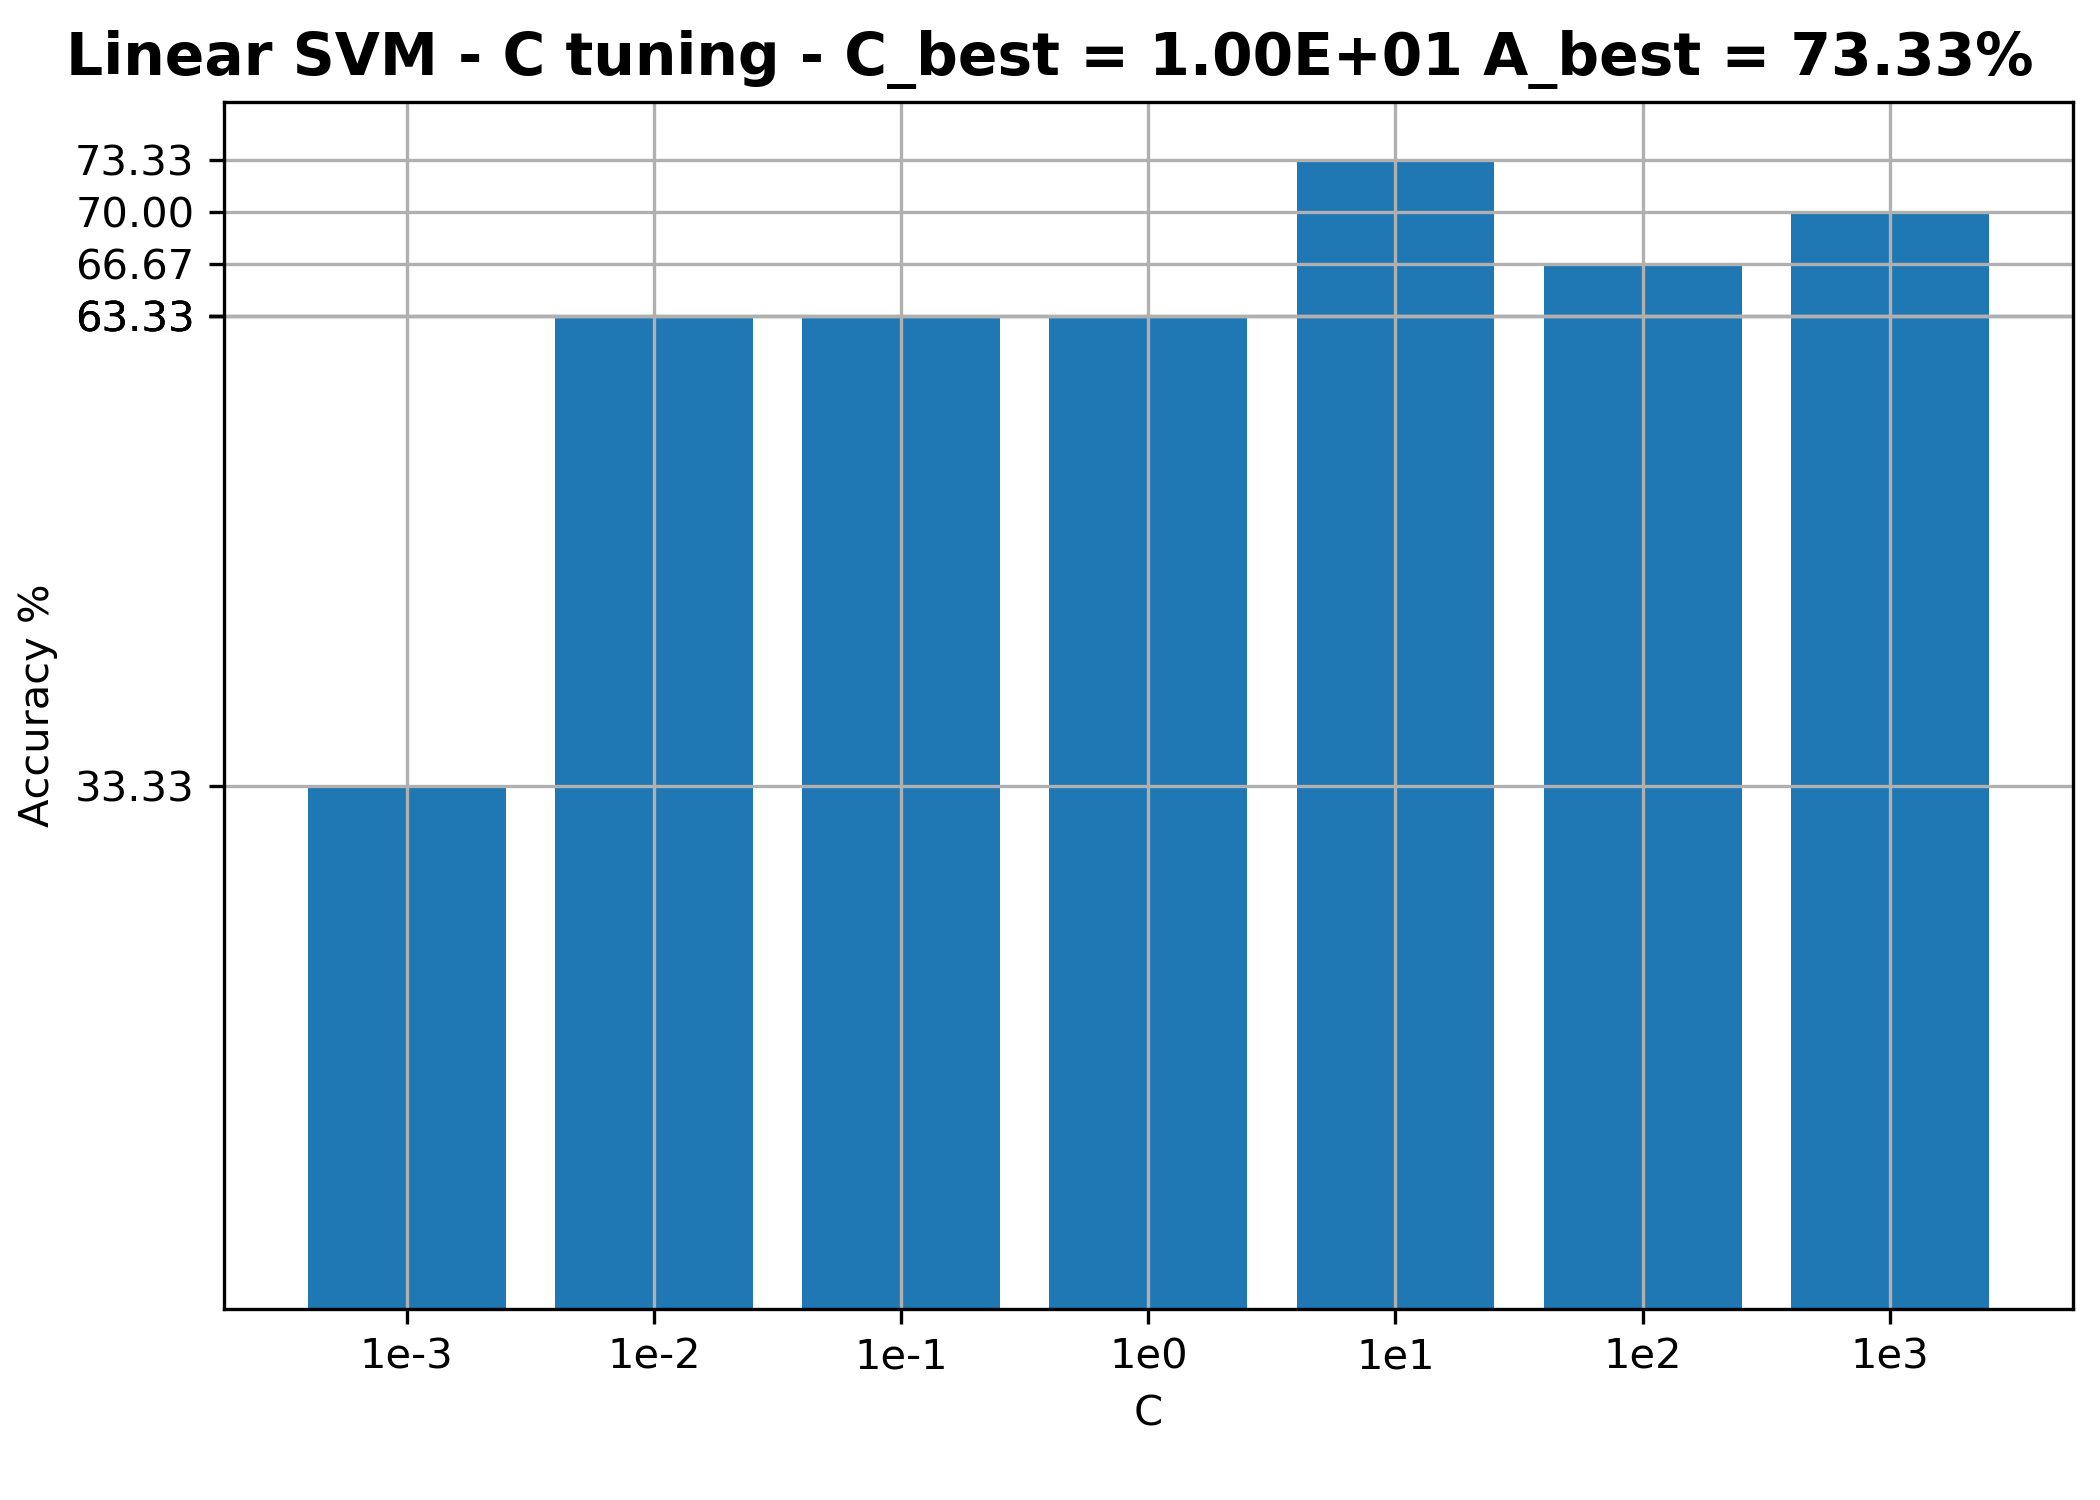 Linear SVM - C tuning - C_best = 1.00E+01 A_best = 73.33%
73.33
70.00
66.67
63.33
33.33
Accuracy %
1e-3 1e-2 1e-1 1e0 1e1 1e2 1e3
C